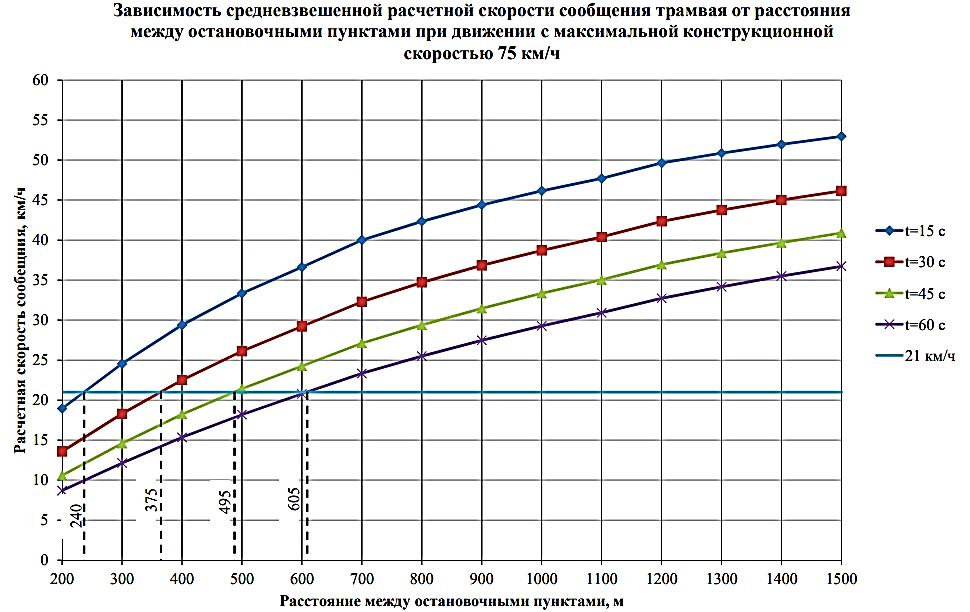 Зависимость средневзвешенной расчетной скорости сообщения трамвая от расстояния
между остановочными пунктами при движении с максимальной конструкционной
скоростью 75 км/ч
Расчетная скорость сообещния, км/ч
60
55
50
45
40
35
30
25
20
15
10
5
0
240
375
495
605
200 300 400 500 600 700 800 900 1000 1100 1200 1300 1400 1500
Расстояние между остановочными пунктами, м
t=15 с
t=30 с
t=45 с
t=60 с
21 км/ч